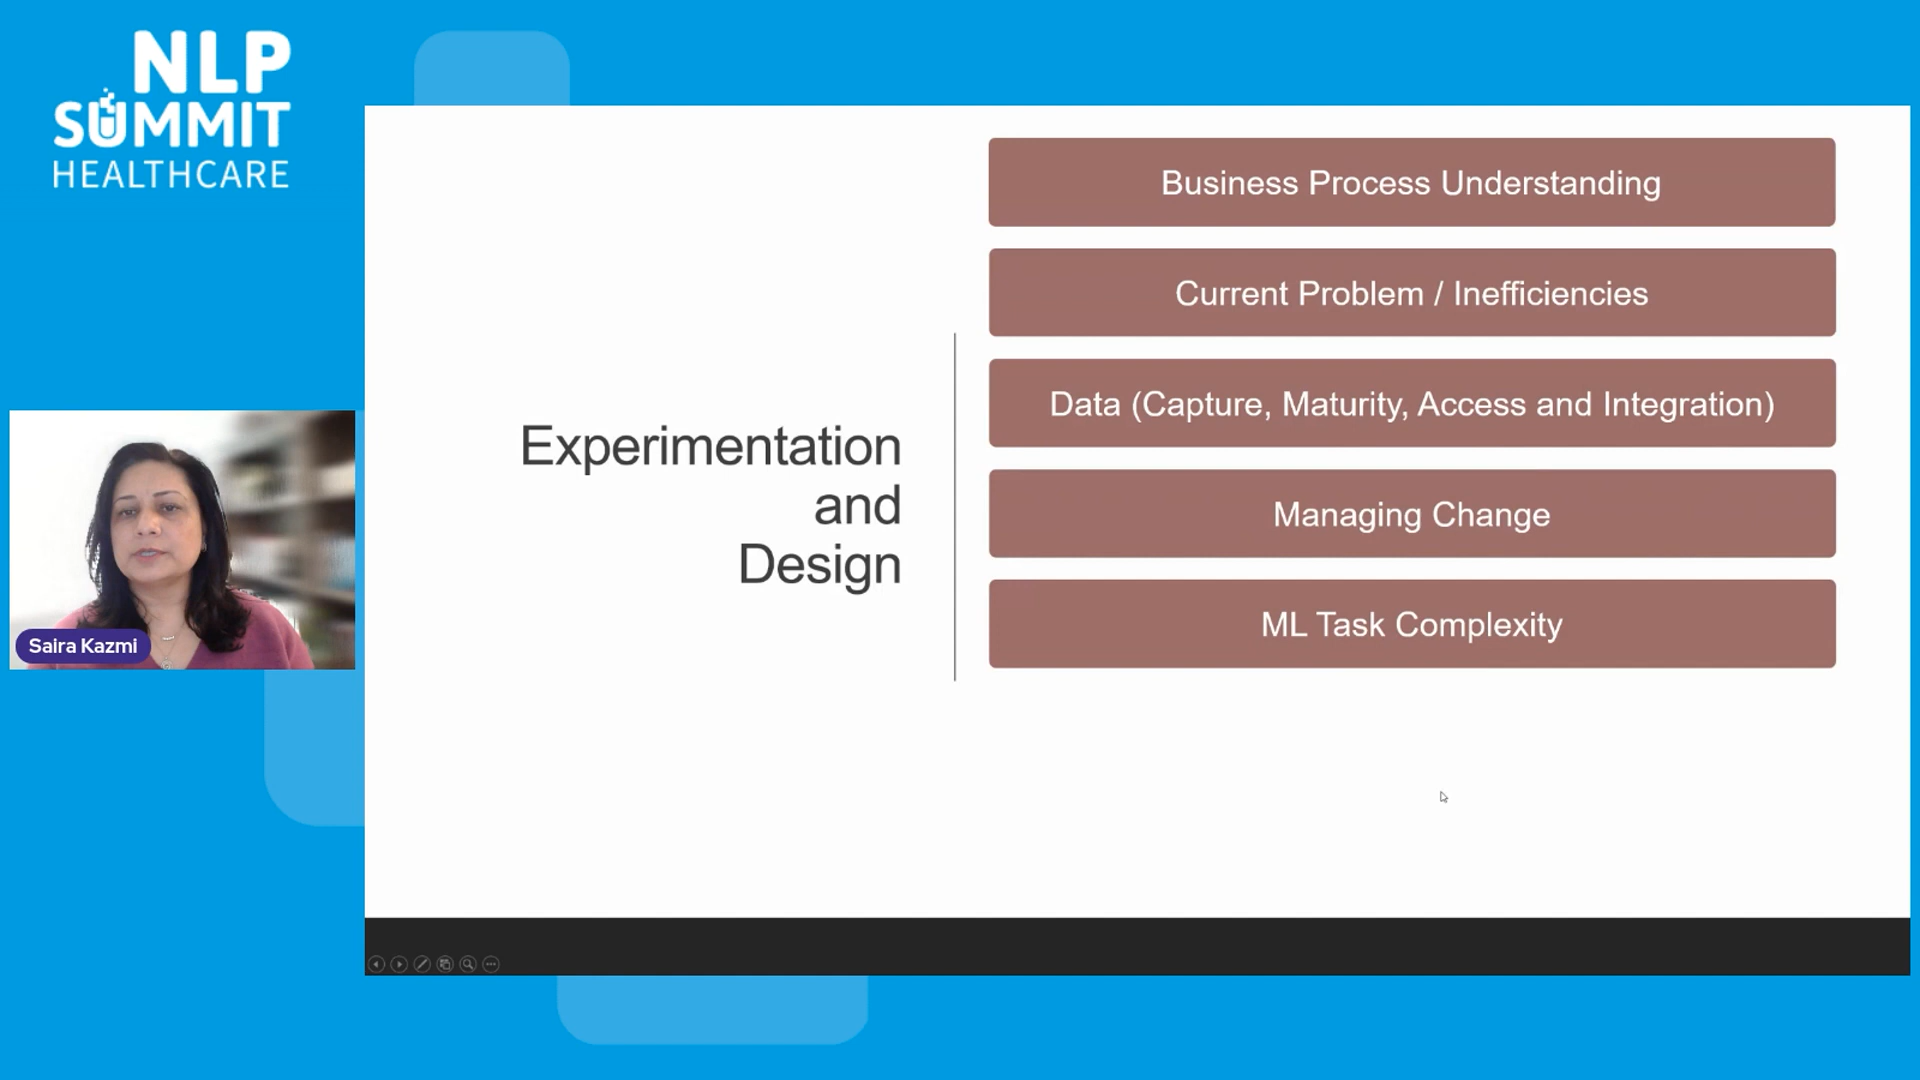 NLP
SUMMIT
HEALTHCARE
Saira Kazmi
Experimentation
and
Design
Business Process Understanding
Current Problem / Inefficiencies
Data (Capture, Maturity, Access and Integration)
Managing Change
ML Task Complexity